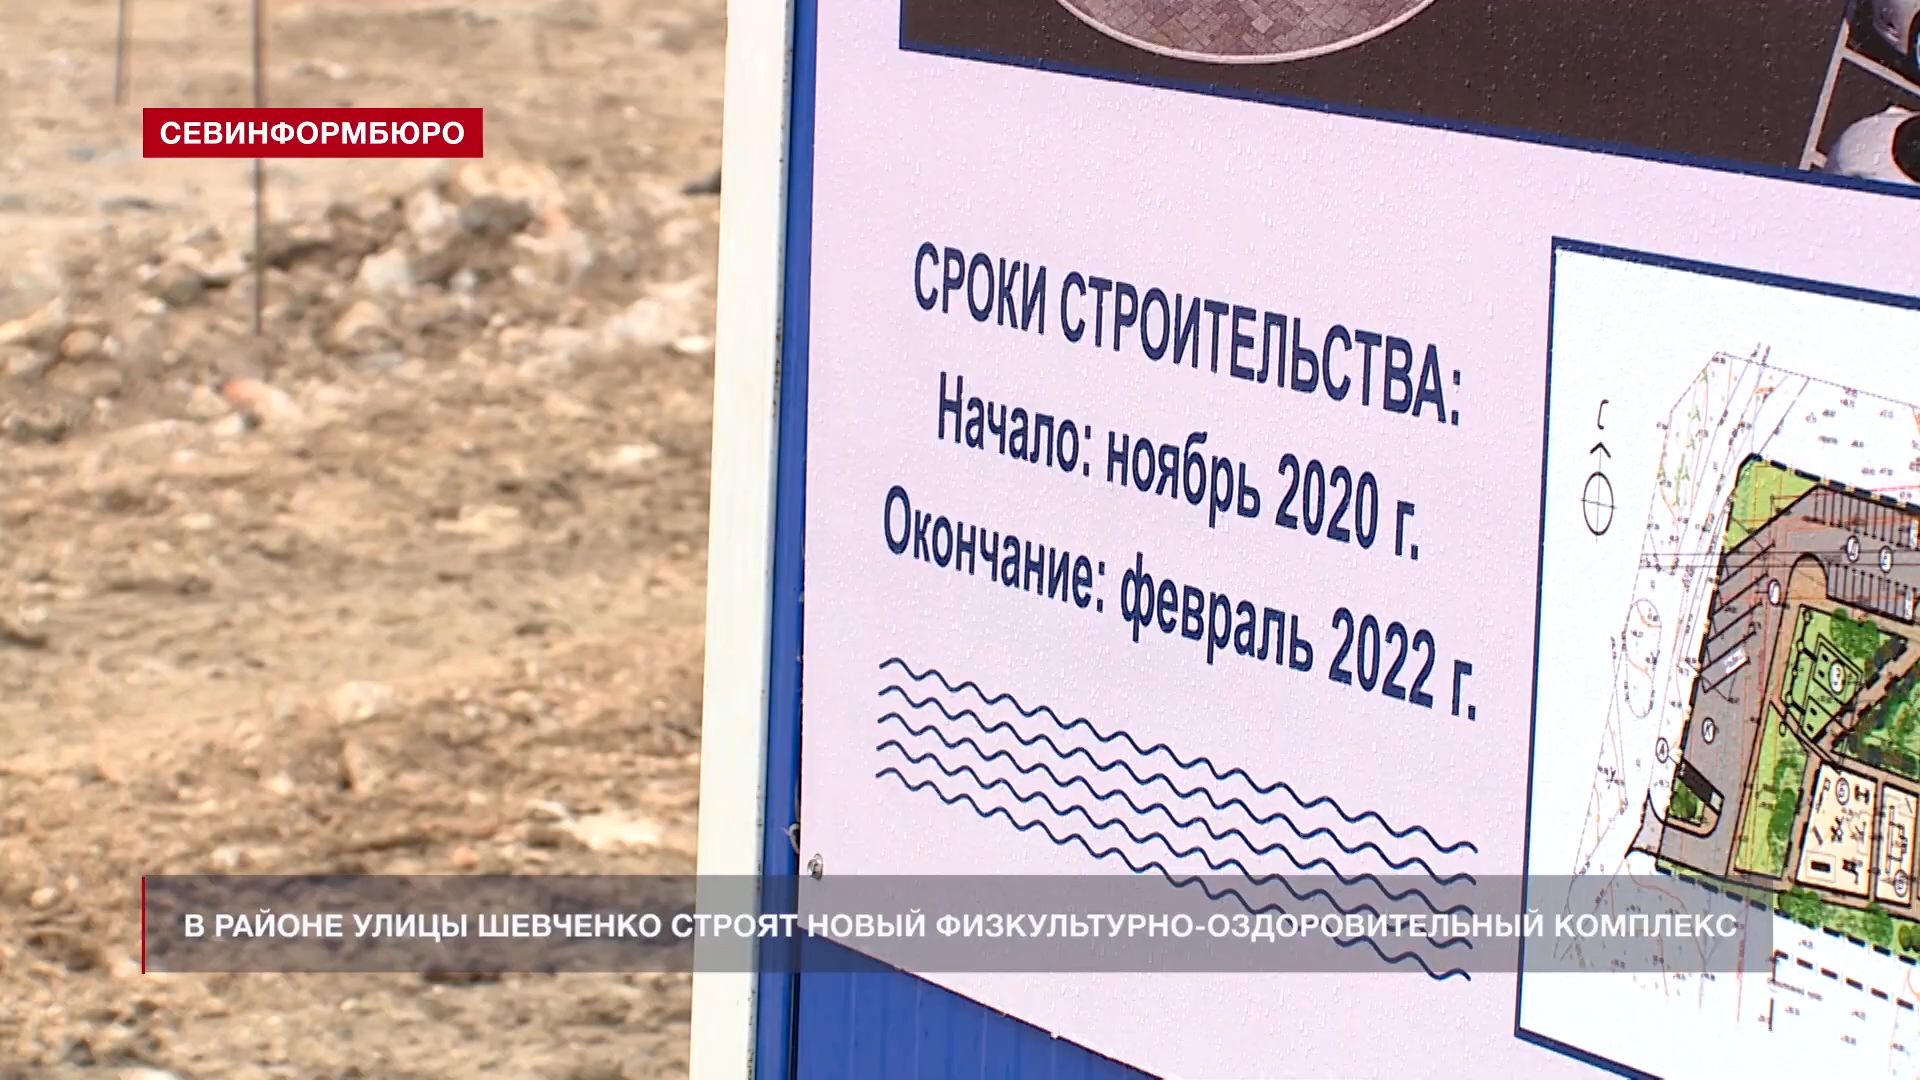 СЕВИНФОРМБЮРО
СРОКИ СТРОИТЕЛЬСТВА:
Начало: ноябрь 2020 г.
Окончание: февраль 2022 г.
С
В РАЙОНЕ УЛИЦЫ ШЕВЧЕНКО СТРОЯТ НОВЫЙ ФИЗКУЛЬТУРНО-ОЗДОРОВИТЕЛЬНЫЙ КОМПЛЕКС